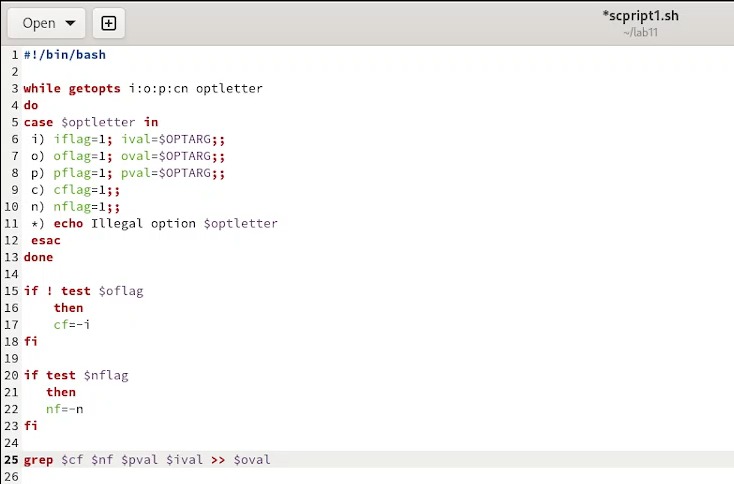 Open
*scpript1.sh
~/lab11
1 #!/bin/bash
2
3 while getopts i:o:p:cn optletter
4 do
5 case $optletter in
6 i) iflag=1; ival=$OPTARG;;
7 o) oflag=1; oval=$OPTARG;;
8 p) pflag=1; pval=$OPTARG;;
9 c) cflag=1;;
10 n) nflag=1;;
11 *) echo Illegal option $optletter
12 esac
13 done
14
15 if ! test $oflag
16 then
17 cf=-i
18 fi
19
20 if test $nflag
21 then
22 nf=-n
23 fi
24
25 grep $cf $nf $pval $ival >> $oval
26